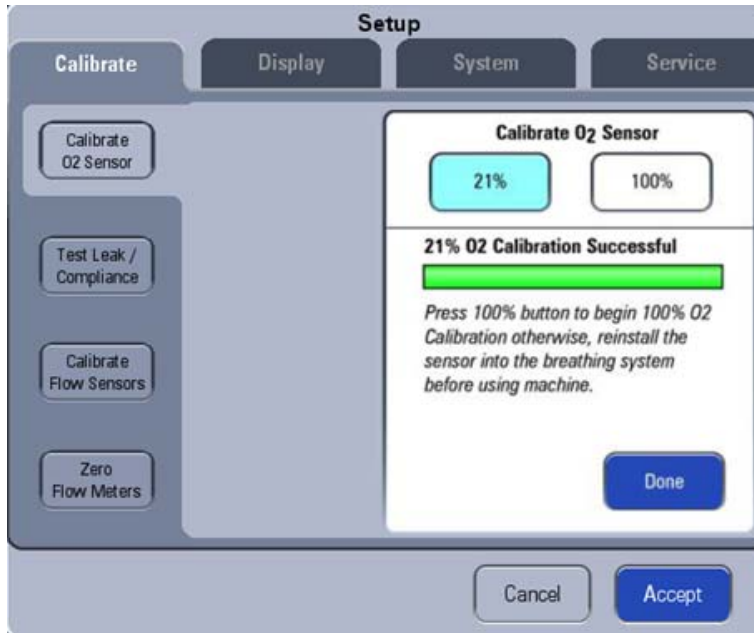 Setup
Calibrate
Display
System
Service
Calibrate
O2 Sensor
Test Leak /
Compliance
Calibrate
Flow Sensors
Zero
Flow Meters
Calibrate O2 Sensor
21%
100%
21% O2 Calibration Successful
Press 100% button to begin 100% O2
Calibration otherwise, reinstall the
sensor into the breathing system
before using machine.
Done
Cancel
Accept